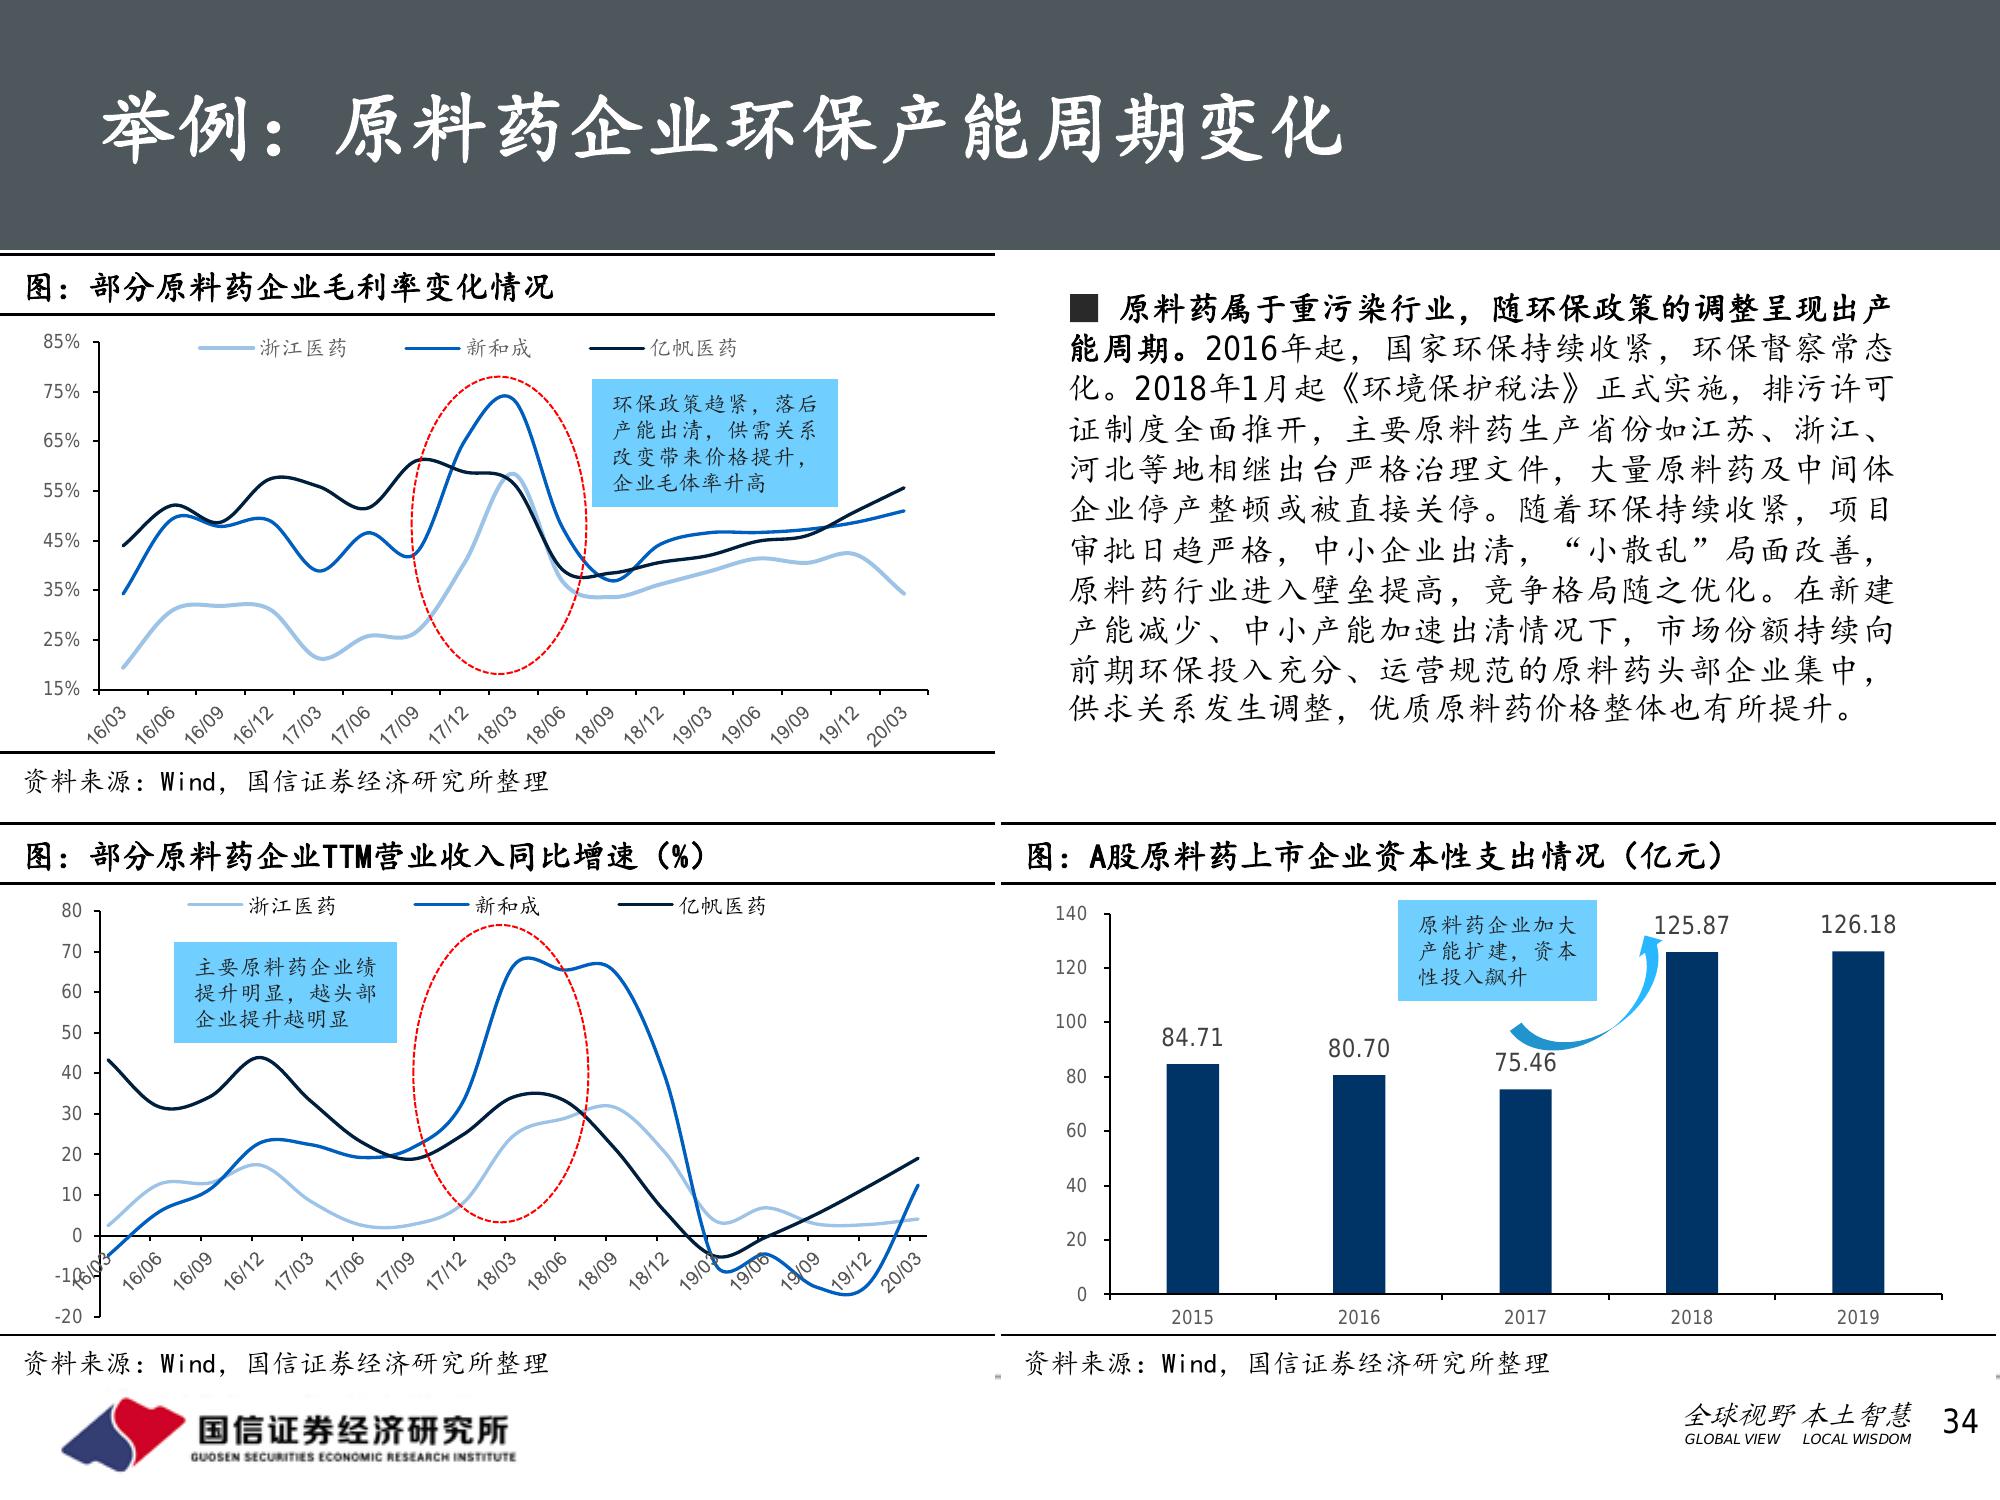 举例：原料药企业环保产能周期变化
图：部分原料药企业毛利率变化情况
浙江医药 新和成 亿帆医药
85%
75%
65%
55%
45%
35%
25%
15%
环保政策趋紧，落后
产能出清，供需关系
改变带来价格提升，
企业毛体率升高
16/03 16/06 16/09 16/12 17/03 17/06 17/09 17/12 18/03 18/06 18/09 18/12 19/03 19/06 19/09 19/12 20/03
资料来源：Wind，国信证券经济研究所整理
■ 原料药属于重污染行业，随环保政策的调整呈现出产
能周期。2016年起，国家环保持续收紧，环保督察常态
化。2018年1月起《环境保护税法》正式实施，排污许可
证制度全面推开，主要原料药生产省份如江苏、浙江、
河北等地相继出台严格治理文件，大量原料药及中间体
企业停产整顿或被直接关停。随着环保持续收紧，项目
审批日趋严格，中小企业出清，“小散乱”局面改善，
原料药行业进入壁垒提高，竞争格局随之优化。在新建
产能减少、中小产能加速出清情况下，市场份额持续向
前期环保投入充分、运营规范的原料药头部企业集中，
供求关系发生调整，优质原料药价格整体也有所提升。
图：部分原料药企业TTM营业收入同比增速（%）
浙江医药 新和成 亿帆医药
80
70
60
50
40
30
20
10
0
-10
-20
主要原料药企业绩
提升明显，越头部
企业提升越明显
16/03 16/06 16/09 16/12 17/03 17/06 17/09 17/12 18/03 18/06 18/09 18/12 19/03 19/06 19/09 19/12 20/03
资料来源：Wind，国信证券经济研究所整理
图：A股原料药上市企业资本性支出情况（亿元）
140
120
100
80
60
40
20
0
原料药企业加大
产能扩建，资本
性投入飙升
84.71 80.70 75.46 125.87 126.18
2015 2016 2017 2018 2019
资料来源：Wind，国信证券经济研究所整理
国信证券经济研究所
GUOSEN SECURITIES ECONOMIC RESEARCH INSTITUTE
全球视野 本土智慧
GLOBAL VIEW LOCAL WISDOM
34